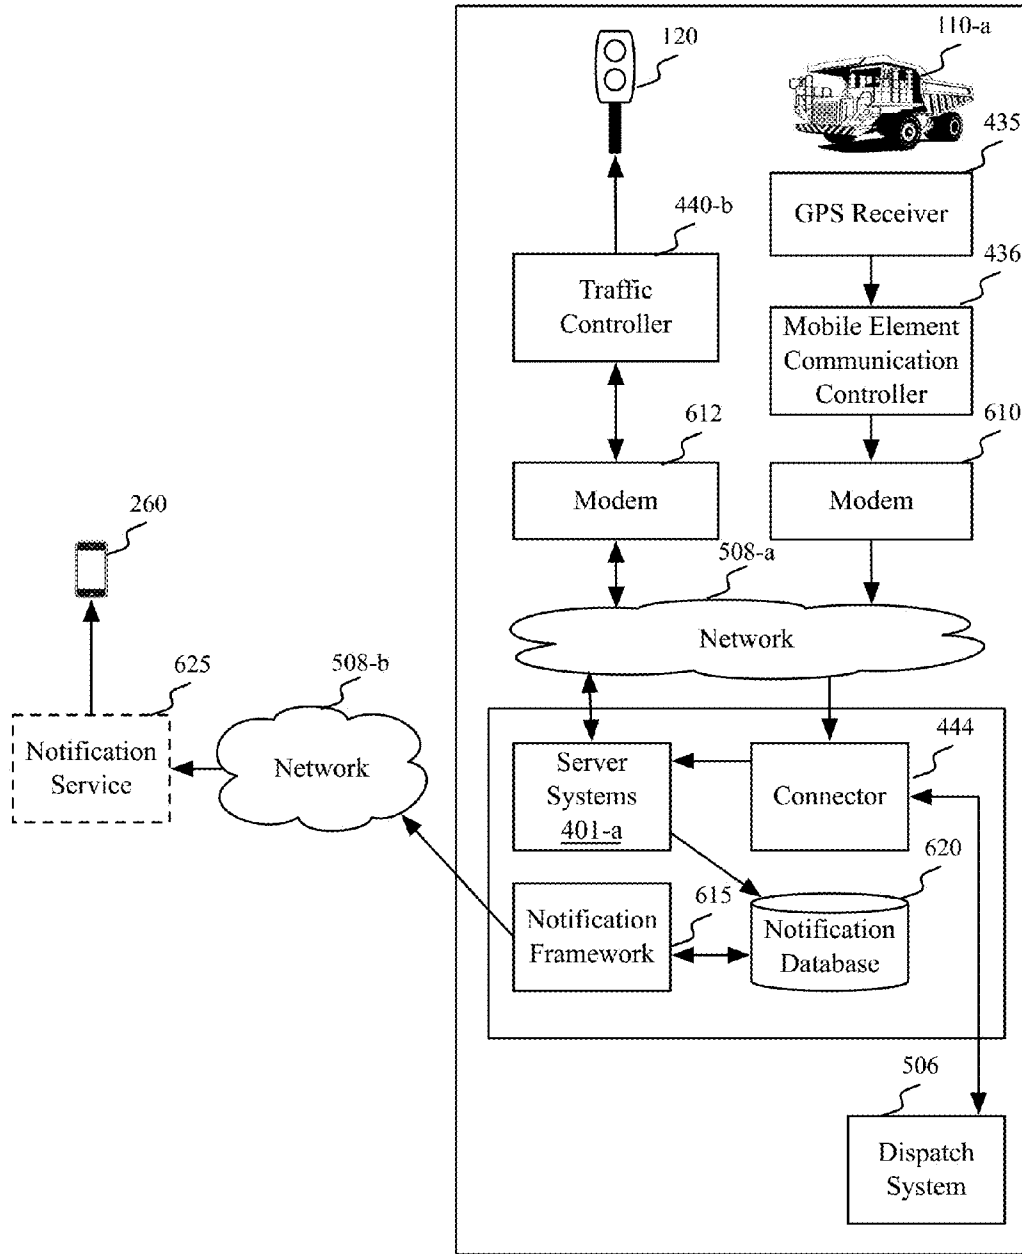 120
110-a
435
GPS Receiver
440-b
436
Traffic
Controller
Mobile Element
Communication
Controller
612
610
Modem
Modem
260
508-a
Network
625
508-b
Notification
Service
Network
444
Server
Systems
401-a
Connector
620
615
Notification
Framework
Notification
Database
506
Dispatch
System